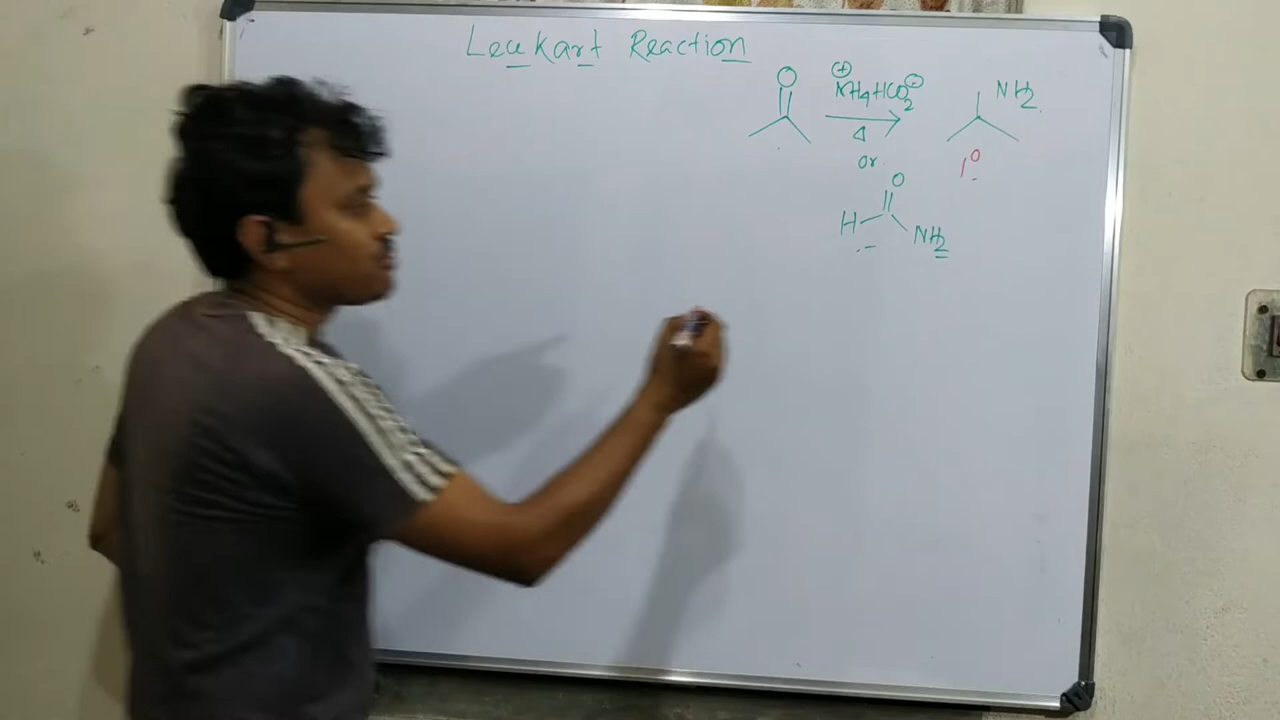 Leukart Reaction
O ⊕NH4HCO2⊖ NH2
Δ
Or
1°
O
H NH2